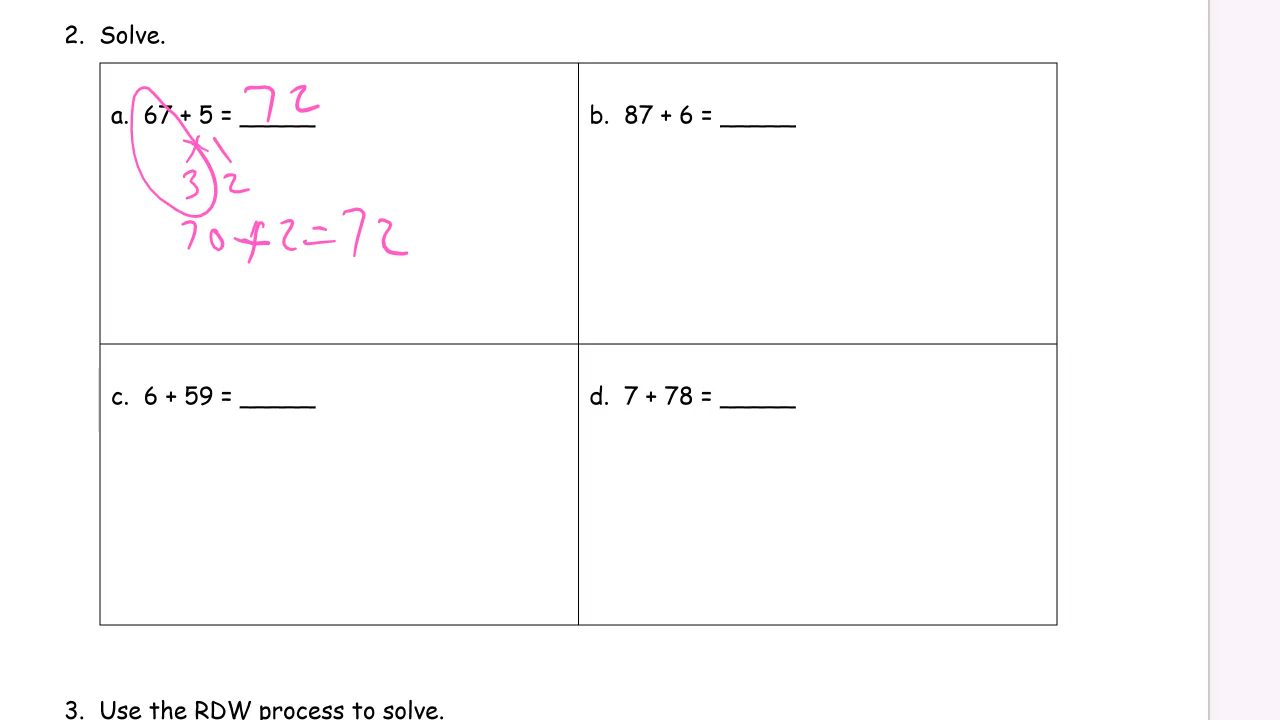 2. Solve.
a. 67 + 5 = 72
3 2
70 + 2 = 72
b. 87 + 6 = ______
c. 6 + 59 = ______
d. 7 + 78 = ______
3. Use the RDW process to solve.